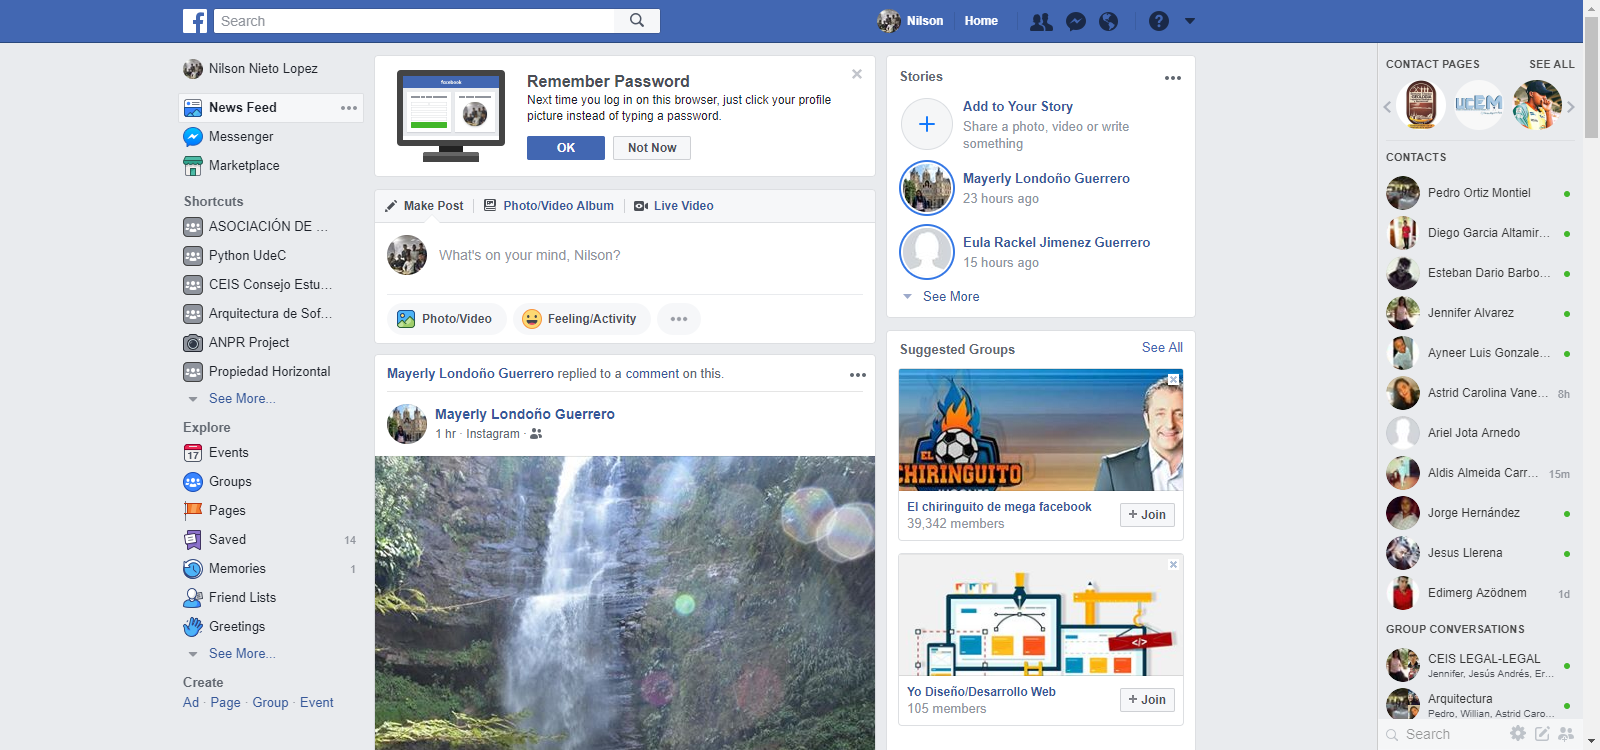 Search
Nilson
Home
Nilson Nieto Lopez
News Feed
Messenger
Marketplace
Shortcuts
ASOCIACIÓN DE ...
Python UdeC
CEIS Consejo Estu...
Arquitectura de Sof...
ANPR Project
Propiedad Horizontal
See More...
Explore
17
Events
Groups
Pages
Saved 14
Memories 1
Friend Lists
Greetings
See More...
Create
Ad · Page · Group · Event
facebook
Remember Password
Next time you log in on this browser, just click your profile
picture instead of typing a password.
OK
Not Now
Make Post
Photo/Video Album
Live Video
What's on your mind, Nilson?
Photo/Video
Feeling/Activity
Mayerly Londoño Guerrero replied to a comment on this.
Mayerly Londoño Guerrero
1 hr · Instagram ·
Stories
Add to Your Story
Share a photo, video or write
something
Mayerly Londoño Guerrero
23 hours ago
Eula Rackel Jimenez Guerrero
15 hours ago
See More
Suggested Groups
See All
EL
CHIRINGUITO
El chiringuito de mega facebook
39,342 members
+ Join
</>
Yo Diseño/Desarrollo Web
105 members
+ Join
CONTACT PAGES
SEE ALL
UCEM
CONTACTS
Pedro Ortiz Montiel
Diego Garcia Altamir...
Esteban Dario Barbo...
Jennifer Alvarez
Ayneer Luis Gonzale...
Astrid Carolina Vane... 8h
Ariel Jota Arnedo
Aldis Almeida Carr... 15m
Jorge Hernández
Jesus Llerena
Edimerg Azödnem 1d
GROUP CONVERSATIONS
CEIS LEGAL-LEGAL
Jennifer, Jesús Andrés, Er...
Arquitectura
Pedro, Willian, Astrid Caro...
Search